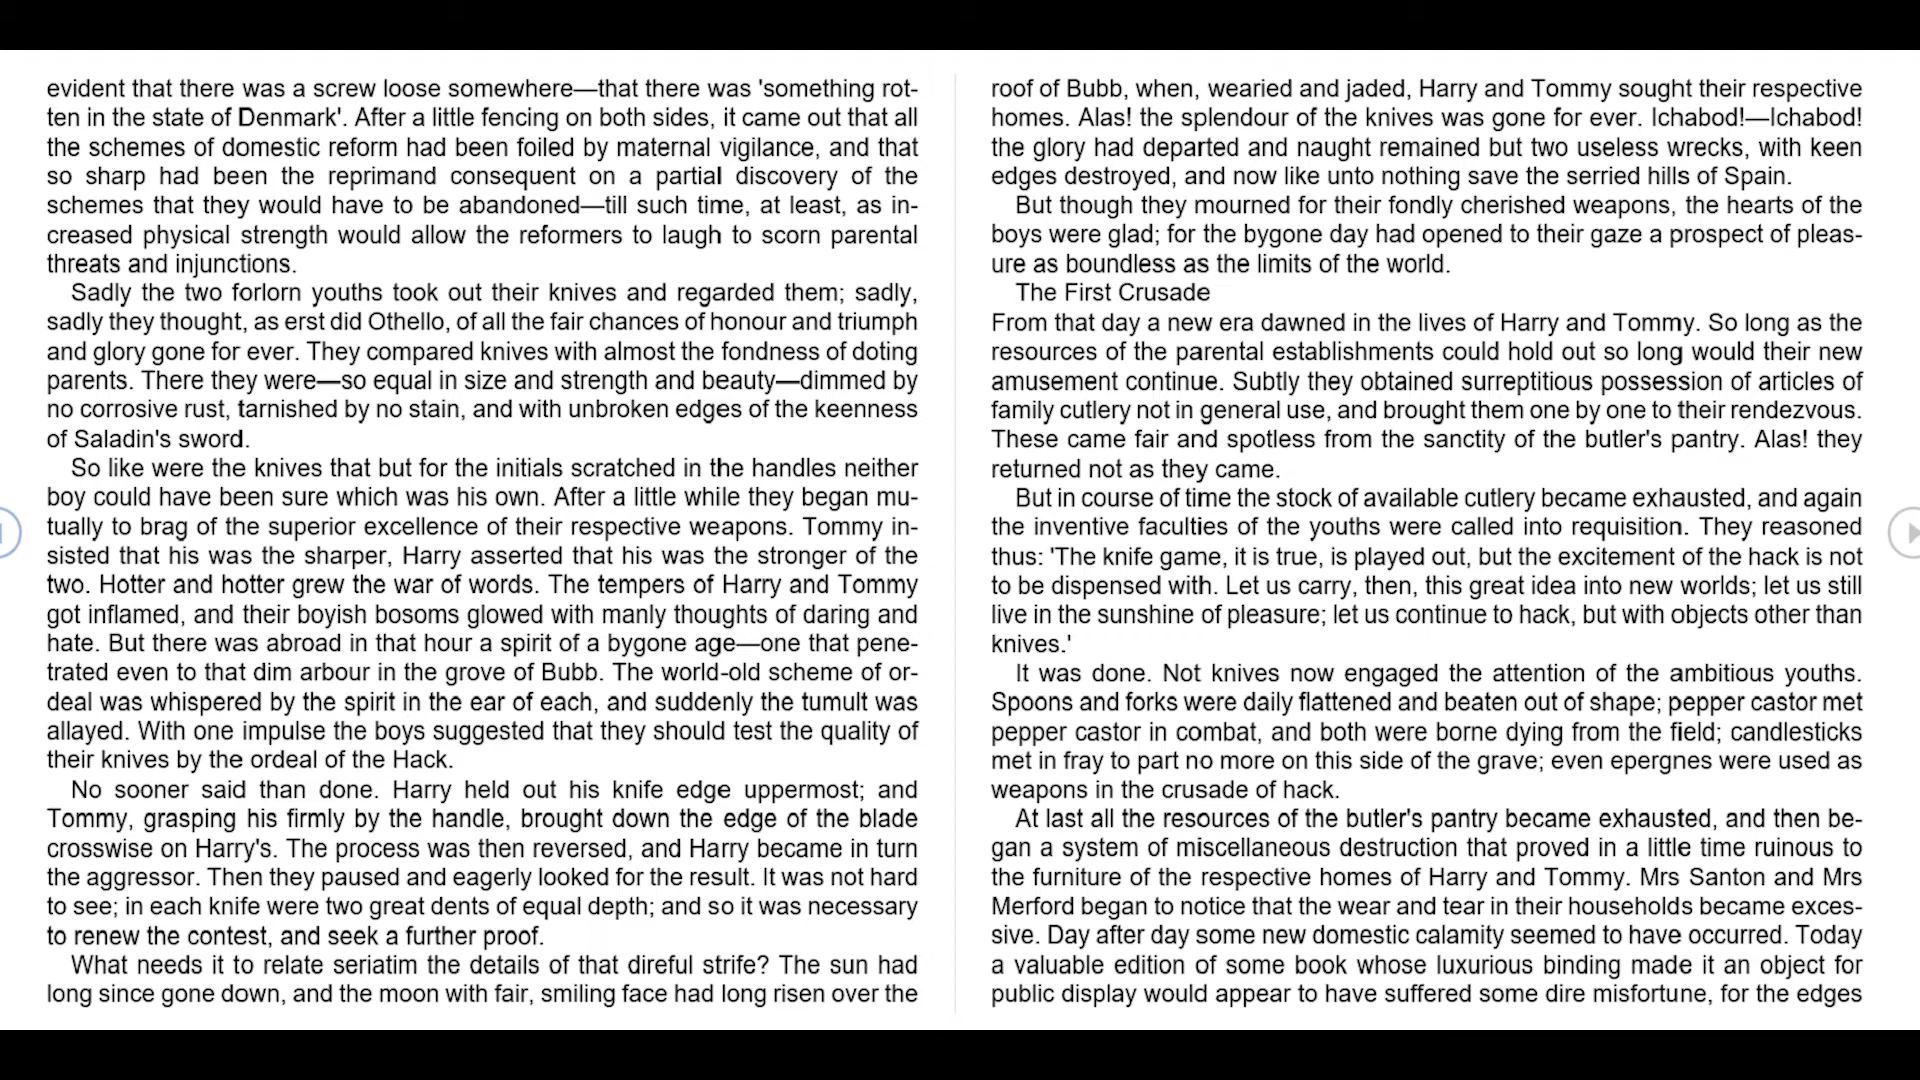 evident that there was a screw loose somewhere—that there was 'something rot-
ten in the state of Denmark'. After a little fencing on both sides, it came out that all
the schemes of domestic reform had been foiled by maternal vigilance, and that
so sharp had been the reprimand consequent on a partial discovery of the
schemes that they would have to be abandoned—till such time, at least, as in-
creased physical strength would allow the reformers to laugh to scorn parental
threats and injunctions.
Sadly the two forlorn youths took out their knives and regarded them; sadly,
sadly they thought, as erst did Othello, of all the fair chances of honour and triumph
and glory gone for ever. They compared knives with almost the fondness of doting
parents. There they were—so equal in size and strength and beauty—dimmed by
no corrosive rust, tarnished by no stain, and with unbroken edges of the keenness
of Saladin's sword.
So like were the knives that but for the initials scratched in the handles neither
boy could have been sure which was his own. After a little while they began mu-
tually to brag of the superior excellence of their respective weapons. Tommy in-
sisted that his was the sharper, Harry asserted that his was the stronger of the
two. Hotter and hotter grew the war of words. The tempers of Harry and Tommy
got inflamed, and their boyish bosoms glowed with manly thoughts of daring and
hate. But there was abroad in that hour a spirit of a bygone age—one that pene-
trated even to that dim arbour in the grove of Bubb. The world-old scheme of or-
deal was whispered by the spirit in the ear of each, and suddenly the tumult was
allayed. With one impulse the boys suggested that they should test the quality of
their knives by the ordeal of the Hack.
No sooner said than done. Harry held out his knife edge uppermost; and
Tommy, grasping his firmly by the handle, brought down the edge of the blade
crosswise on Harry's. The process was then reversed, and Harry became in turn
the aggressor. Then they paused and eagerly looked for the result. It was not hard
to see; in each knife were two great dents of equal depth; and so it was necessary
to renew the contest, and seek a further proof.
What needs it to relate seriatim the details of that direful strife? The sun had
long since gone down, and the moon with fair, smiling face had long risen over the
roof of Bubb, when, wearied and jaded, Harry and Tommy sought their respective
homes. Alas! the splendour of the knives was gone for ever. Ichabod!—Ichabod!
the glory had departed and naught remained but two useless wrecks, with keen
edges destroyed, and now like unto nothing save the serried hills of Spain.
But though they mourned for their fondly cherished weapons, the hearts of the
boys were glad; for the bygone day had opened to their gaze a prospect of pleas-
ure as boundless as the limits of the world.
The First Crusade
From that day a new era dawned in the lives of Harry and Tommy. So long as the
resources of the parental establishments could hold out so long would their new
amusement continue. Subtly they obtained surreptitious possession of articles of
family cutlery not in general use, and brought them one by one to their rendezvous.
These came fair and spotless from the sanctity of the butler's pantry. Alas! they
returned not as they came.
But in course of time the stock of available cutlery became exhausted, and again
the inventive faculties of the youths were called into requisition. They reasoned
thus: 'The knife game, it is true, is played out, but the excitement of the hack is not
to be dispensed with. Let us carry, then, this great idea into new worlds; let us still
live in the sunshine of pleasure; let us continue to hack, but with objects other than
knives.'
It was done. Not knives now engaged the attention of the ambitious youths.
Spoons and forks were daily flattened and beaten out of shape; pepper castor met
pepper castor in combat, and both were borne dying from the field; candlesticks
met in fray to part no more on this side of the grave; even epergnes were used as
weapons in the crusade of hack.
At last all the resources of the butler's pantry became exhausted, and then be-
gan a system of miscellaneous destruction that proved in a little time ruinous to
the furniture of the respective homes of Harry and Tommy. Mrs Santon and Mrs
Merford began to notice that the wear and tear in their households became exces-
sive. Day after day some new domestic calamity seemed to have occurred. Today
a valuable edition of some book whose luxurious binding made it an object for
public display would appear to have suffered some dire misfortune, for the edges